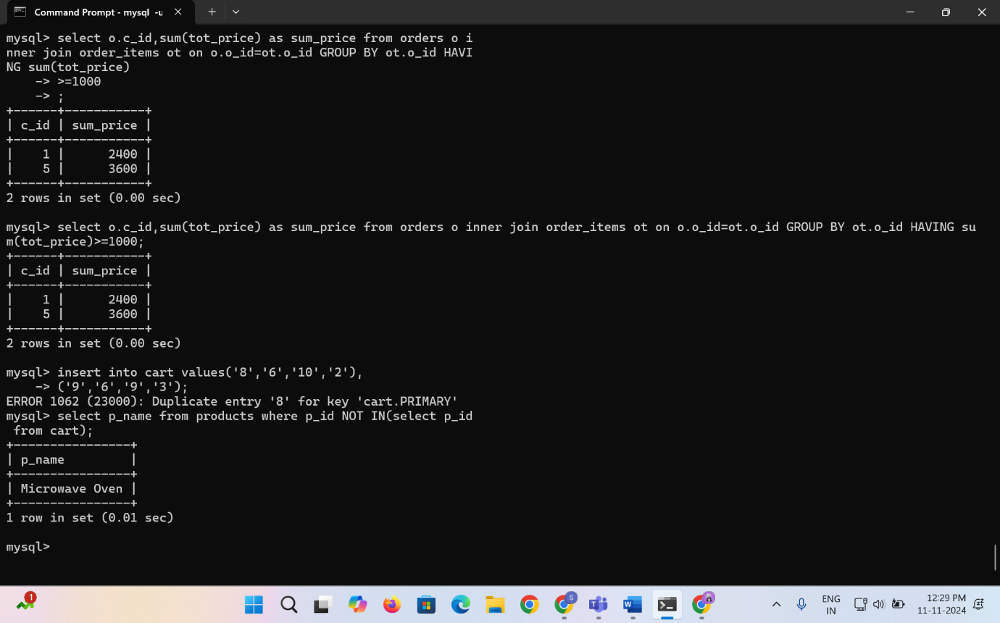 Command Prompt - mysql -u
mysql> select o.c_id,sum(tot_price) as sum_price from orders o i
nner join order_items ot on o.o_id=ot.o_id GROUP BY ot.o_id HAVI
NG sum(tot_price)
    -> >=1000
    -> ;
+------+-----------+
| c_id | sum_price |
+------+-----------+
|    1 |      2400 |
|    5 |      3600 |
+------+-----------+
2 rows in set (0.00 sec)
mysql> select o.c_id,sum(tot_price) as sum_price from orders o inner join order_items ot on o.o_id=ot.o_id GROUP BY ot.o_id HAVING su
m(tot_price)>=1000;
+------+-----------+
| c_id | sum_price |
+------+-----------+
|    1 |      2400 |
|    5 |      3600 |
+------+-----------+
2 rows in set (0.00 sec)
mysql> insert into cart values('8','6','10','2'),
    -> ('9','6','9','3');
ERROR 1062 (23000): Duplicate entry '8' for key 'cart.PRIMARY'
mysql> select p_name from products where p_id NOT IN(select p_id
 from cart);
+----------------+
| p_name         |
+----------------+
| Microwave Oven |
+----------------+
1 row in set (0.01 sec)
mysql>
1
S
T
W
ENG
IN
12:29 PM
11-11-2024